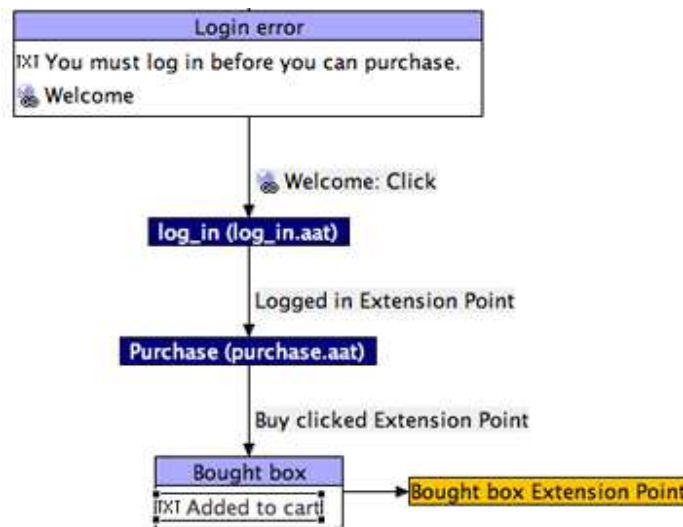 Login error
TXT You must log in before you can purchase.
Welcome
Welcome: Click
log_in (log_in.aat)
Logged in Extension Point
Purchase (purchase.aat)
Buy clicked Extension Point
Bought box
TXT Added to cart
Bought box Extension Point